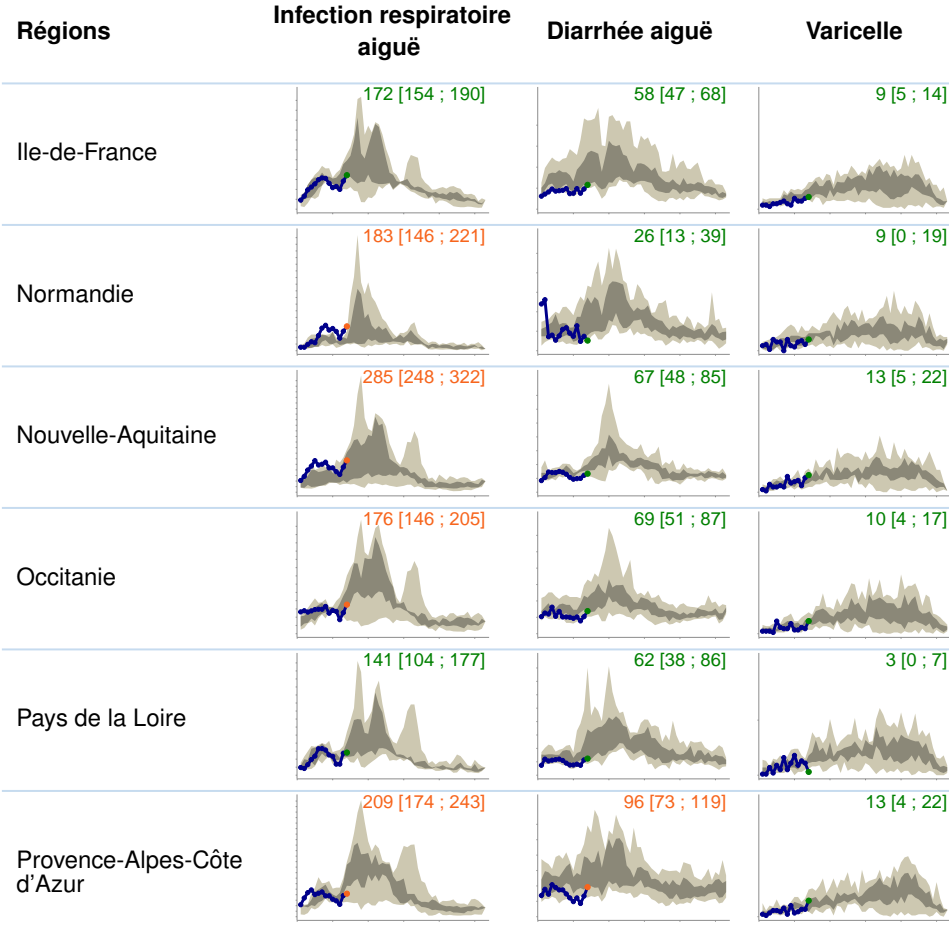 Régions
Infection respiratoire
aiguë
Diarrhée aiguë
Varicelle
Ile-de-France
172 [154 ; 190]
58 [47 ; 68]
9 [5 ; 14]
Normandie
183 [146 ; 221]
26 [13 ; 39]
9 [0 ; 19]
Nouvelle-Aquitaine
285 [248 ; 322]
67 [48 ; 85]
13 [5 ; 22]
Occitanie
176 [146 ; 205]
69 [51 ; 87]
10 [4 ; 17]
Pays de la Loire
141 [104 ; 177]
62 [38 ; 86]
3 [0 ; 7]
Provence-Alpes-Côte
d'Azur
209 [174 ; 243]
96 [73 ; 119]
13 [4 ; 22]